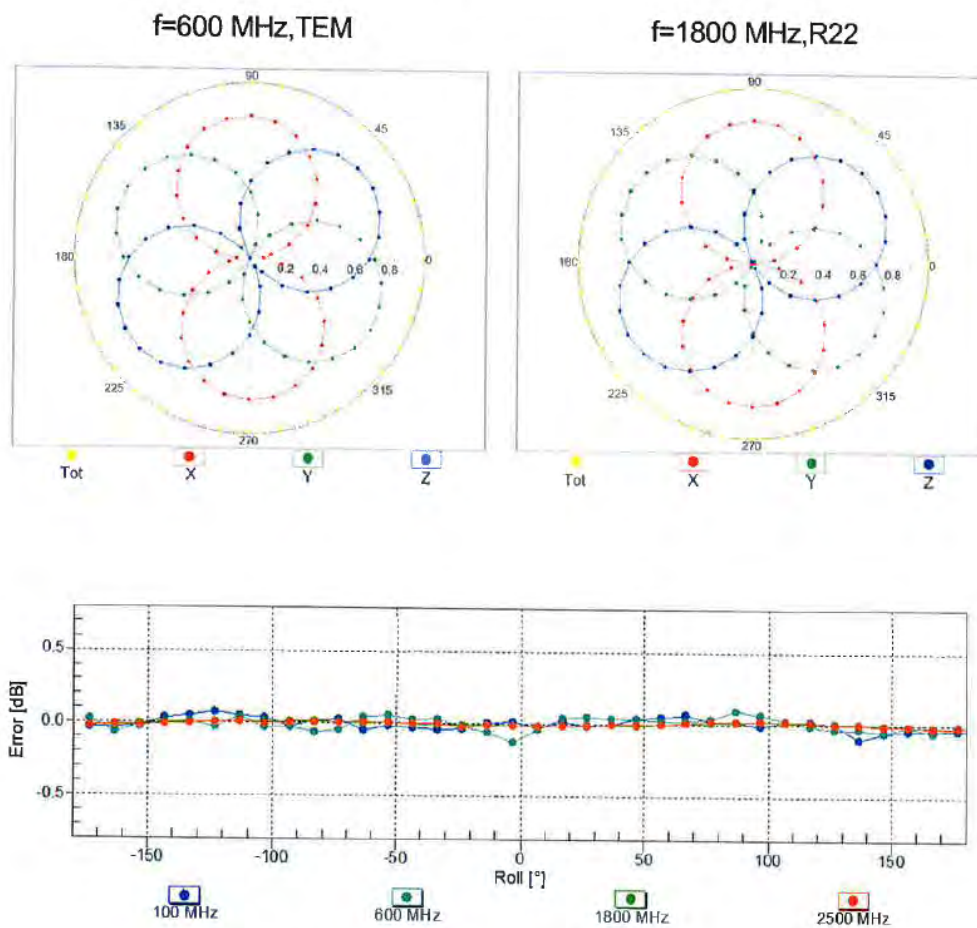 f=600 MHz,TEM
f=1800 MHz,R22
90
135
45
180
0.2 0.4 0.6 0.8
0
225
315
270
Tot X Y Z
90
135
45
180
0.2 0.4 0.6 0.8
0
225
315
270
Tot X Y Z
Error [dB]
0.5
0.0
-0.5
-150 -100 -50 0 50 100 150
Roll [°]
100 MHz
600 MHz
1800 MHz
2500 MHz